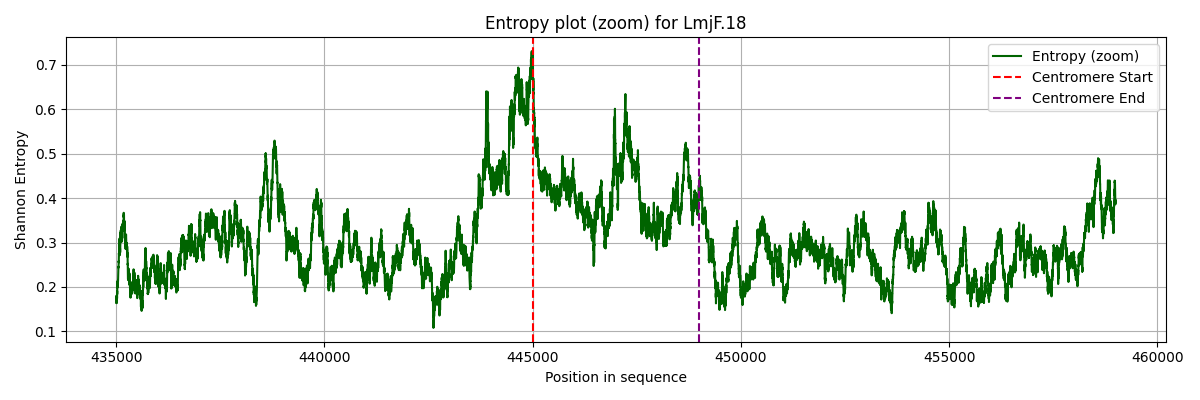 Entropy plot (zoom) for LmjF.18
Shannon Entropy
0.7
0.6
0.5
0.4
0.3
0.2
0.1
Entropy (zoom)
Centromere Start
Centromere End
435000 440000 445000 450000 455000 460000
Position in sequence